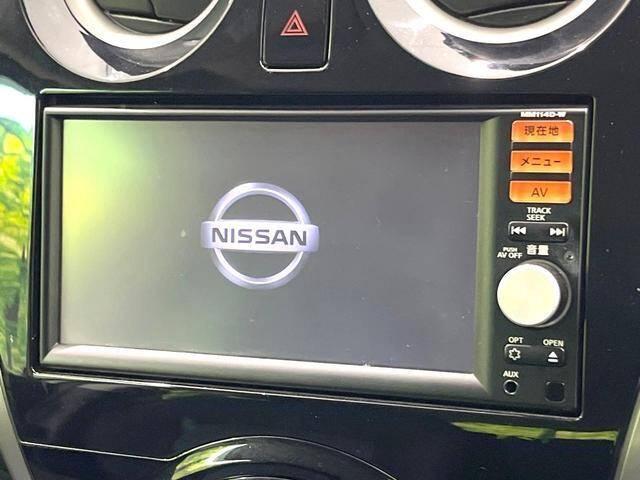 MM114D-W
現在地
メニュー
AV
TRACK
SEEK
PUSH
AV OFF
音量
NISSAN
OPT
OPEN
AUX